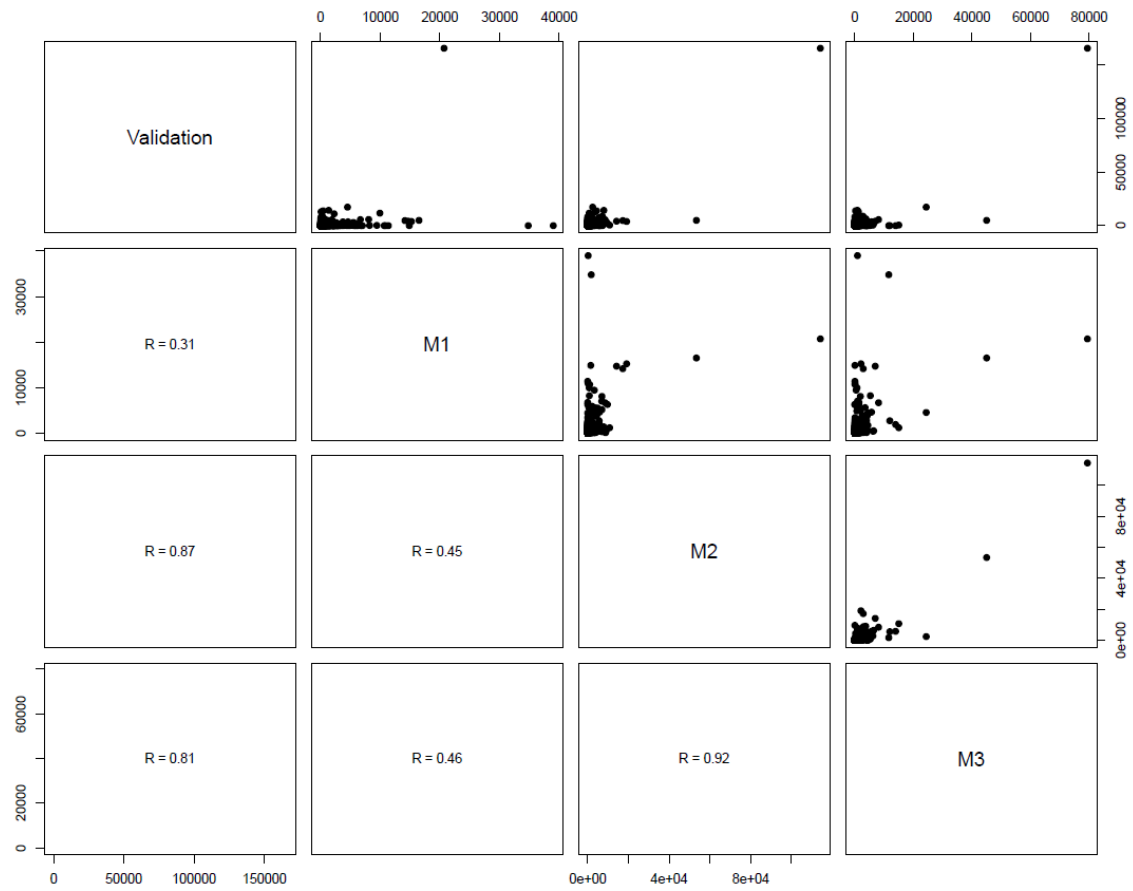 0 10000 20000 30000 40000
0 20000 40000 60000 80000
Validation
0 50000 100000
0 10000 30000
R = 0.31
M1
R = 0.87
R = 0.45
M2
0e+00 4e+04 8e+04
0 20000 60000
R = 0.81
R = 0.46
R = 0.92
M3
0 50000 100000 150000
0e+00 4e+04 8e+04